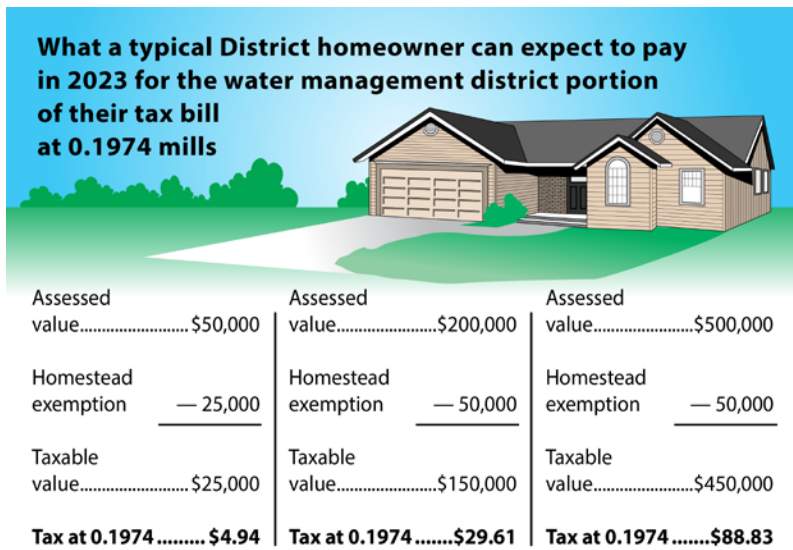 What a typical District homeowner can expect to pay
in 2023 for the water management district portion
of their tax bill
at 0.1974 mills
Assessed
value......................... $50,000
Homestead
exemption — 25,000
Taxable
value......................... $25,000
Tax at 0.1974 ......... $4.94
Assessed
value.......................$200,000
Homestead
exemption — 50,000
Taxable
value.......................$150,000
Tax at 0.1974 .......$29.61
Assessed
value.......................$500,000
Homestead
exemption — 50,000
Taxable
value.......................$450,000
Tax at 0.1974 .......$88.83